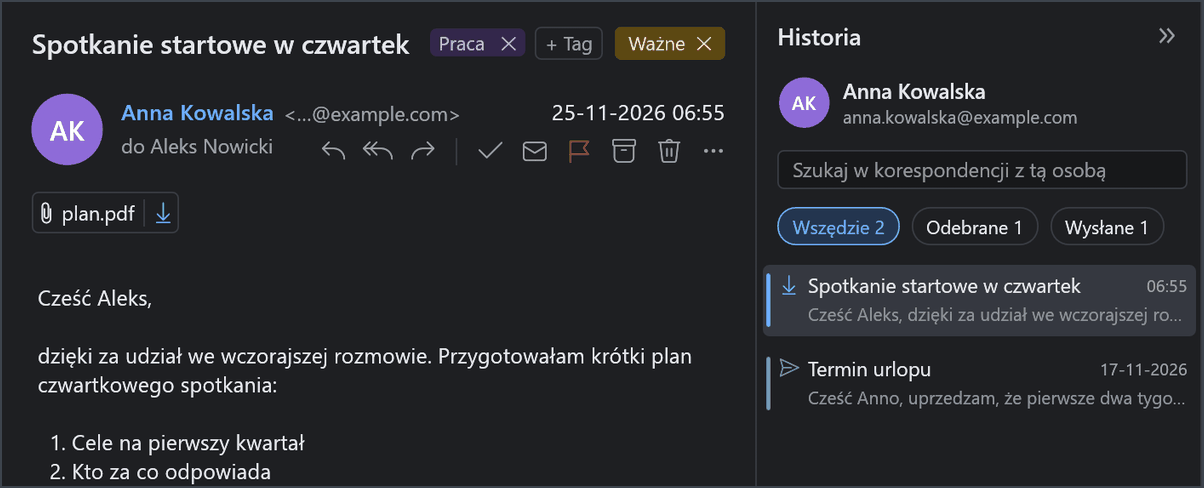 Spotkanie startowe w czwartek
Praca
+ Tag
Ważne
AK
Anna Kowalska <...@example.com>
25-11-2026 06:55
do Aleks Nowicki
plan.pdf
Cześć Aleks,
dzięki za udział we wczorajszej rozmowie. Przygotowałam krótki plan
czwartkowego spotkania:
1. Cele na pierwszy kwartał
2. Kto za co odpowiada
Historia
AK
Anna Kowalska
anna.kowalska@example.com
Szukaj w korespondencji z tą osobą
Wszędzie 2
Odebrane 1
Wysłane 1
Spotkanie startowe w czwartek 06:55
Cześć Aleks, dzięki za udział we wczorajszej ro...
Termin urlopu 17-11-2026
Cześć Anno, uprzedzam, że pierwsze dwa tygo...